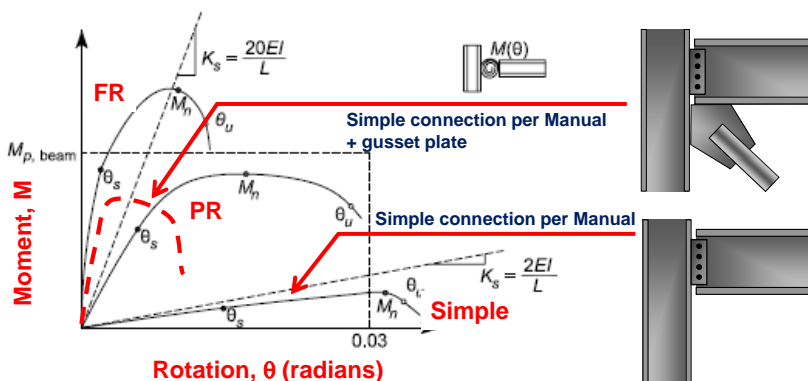 K_s = 20EI/L
M(θ)
FR
M_n
θ_u
Simple connection per Manual
+ gusset plate
M_p, beam
θ_s
PR
M_n
θ_u
Simple connection per Manual
θ_s
K_s = 2EI/L
M_n
θ_s
Simple
0.03
Moment, M
Rotation, θ (radians)